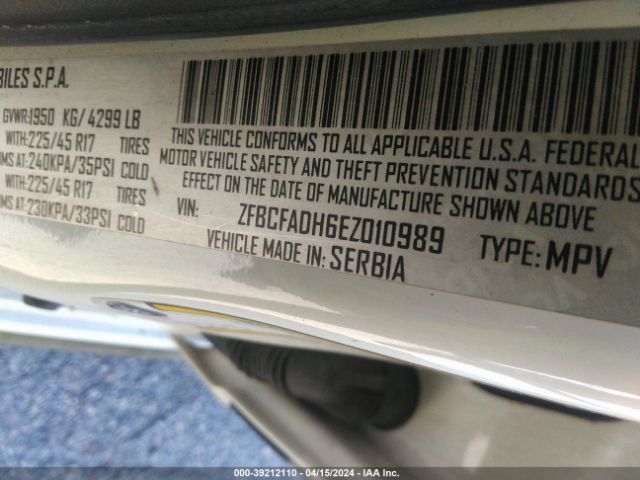 BILES S.P.A.
GVWR:1950 KG/ 4299 LB
WITH:225/45 R17 TIRES
MS AT:240KPA/35PSI COLD
WITH:225/45 R17 TIRES
MS AT:230KPA/33PSI COLD
THIS VEHICLE CONFORMS TO ALL APPLICABLE U.S.A. FEDERAL
MOTOR VEHICLE SAFETY AND THEFT PREVENTION STANDARDS
EFFECT ON THE DATE OF MANUFACTURE SHOWN ABOVE
VIN: ZFBCFADH6EZ010989 TYPE: MPV
VEHICLE MADE IN: SERBIA
000-39212110 - 04/15/2024 - IAA Inc.